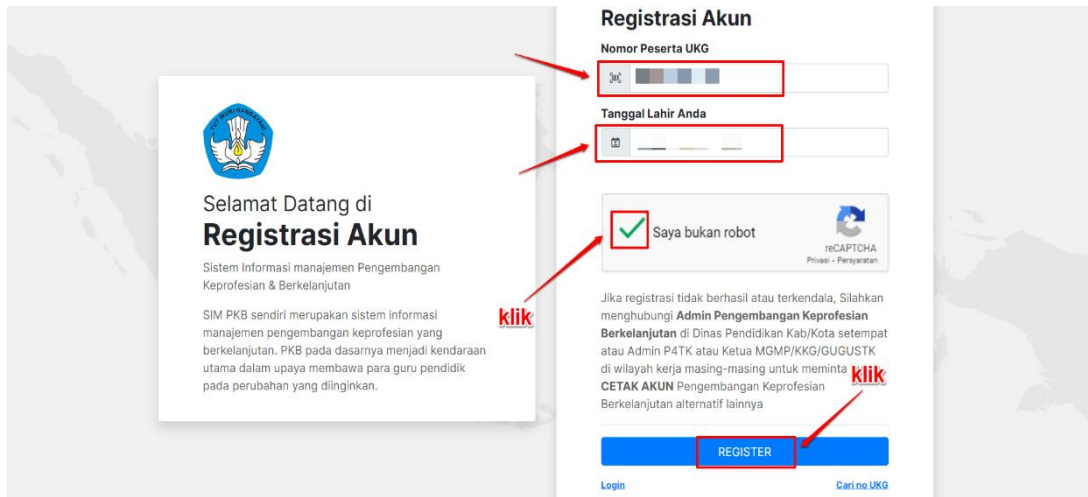 TUT WURI HANDAYANI
Selamat Datang di
Registrasi Akun
Sistem Informasi manajemen Pengembangan
Keprofesian & Berkelanjutan
SIM PKB sendiri merupakan sistem informasi
manajemen pengembangan keprofesian yang
berkelanjutan. PKB pada dasarnya menjadi kendaraan
utama dalam upaya membawa para guru pendidik
pada perubahan yang diinginkan.
Registrasi Akun
Nomor Peserta UKG
Tanggal Lahir Anda
Saya bukan robot
reCAPTCHA
Privasi - Persyaratan
klik
Jika registrasi tidak berhasil atau terkendala, Silahkan
menghubungi Admin Pengembangan Keprofesian
Berkelanjutan di Dinas Pendidikan Kab/Kota setempat
atau Admin P4TK atau Ketua MGMP/KKG/GUGUSTK
di wilayah kerja masing-masing untuk meminta
klik
CETAK AKUN Pengembangan Keprofesian
Berkelanjutan alternatif lainnya
REGISTER
Login
Cari no UKG